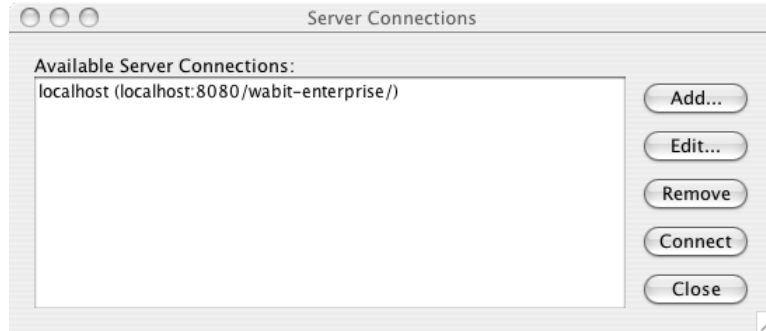 Server Connections
Available Server Connections:
localhost (localhost:8080/wabit-enterprise/)
Add...
Edit...
Remove
Connect
Close